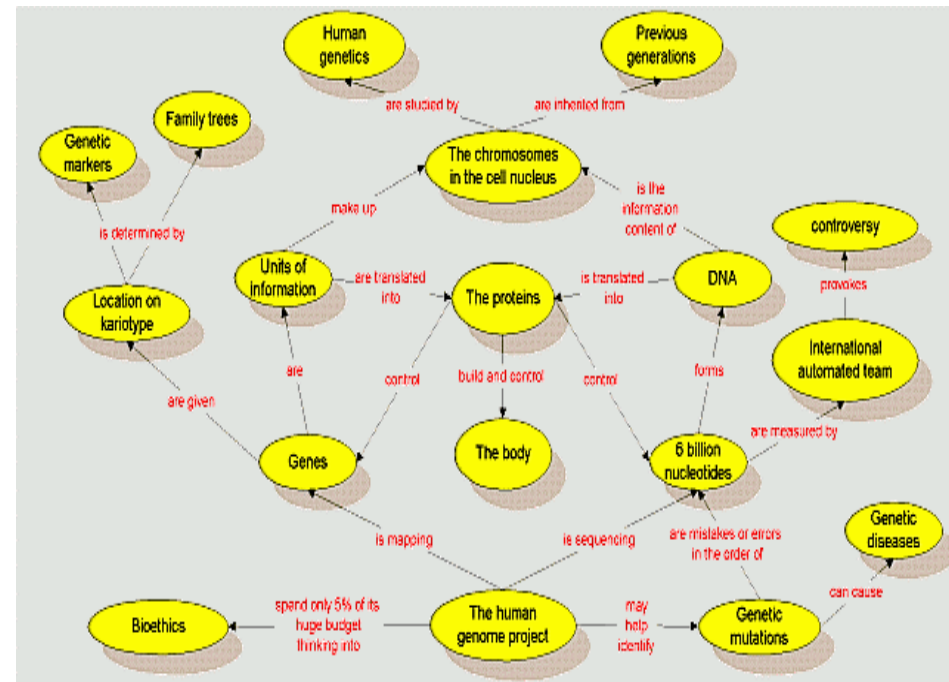 Human
genetics
Previous
generations
are studied by
are inherited from
Family trees
Genetic
markers
The chromosomes
in the cell nucleus
make up
is the
information
content of
is determined by
controversy
Units of
information
are translated
into
The proteins
is translated
into
DNA
provokes
Location on
kariotype
International
automated team
are
control
build and control
control
forms
are given
are measured by
Genes
The body
6 billion
nucleotides
is mapping
is sequencing
are mistakes or errors
in the order of
Genetic
diseases
can cause
Bioethics
spend only 5% of its
huge budget
thinking into
The human
genome project
may
help
identify
Genetic
mutations